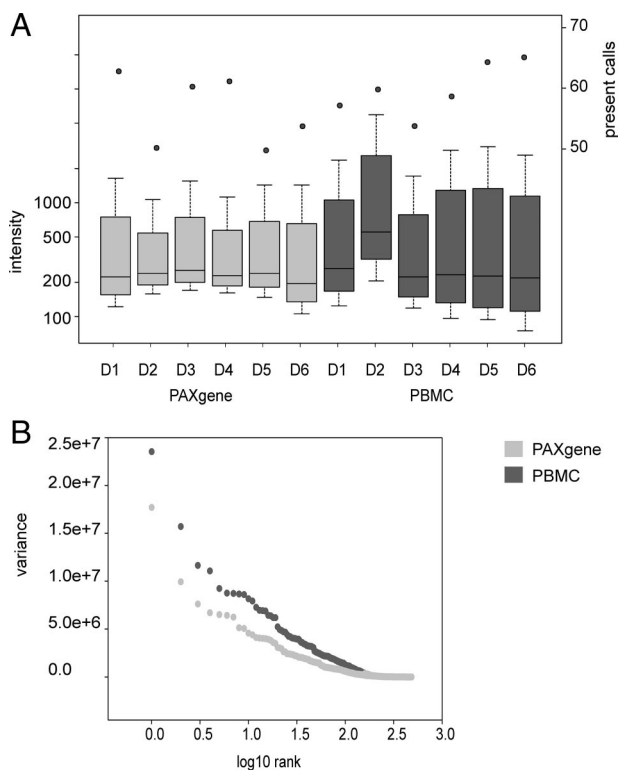 A
70
60
50
present calls
1000
500
200
100
intensity
D1 D2 D3 D4 D5 D6 D1 D2 D3 D4 D5 D6
PAXgene PBMC
B
2.5e+7
2.0e+7
1.5e+7
1.0e+7
5.0e+6
0.0
variance
0.0 0.5 1.0 1.5 2.0 2.5 3.0
log10 rank
PAXgene
PBMC